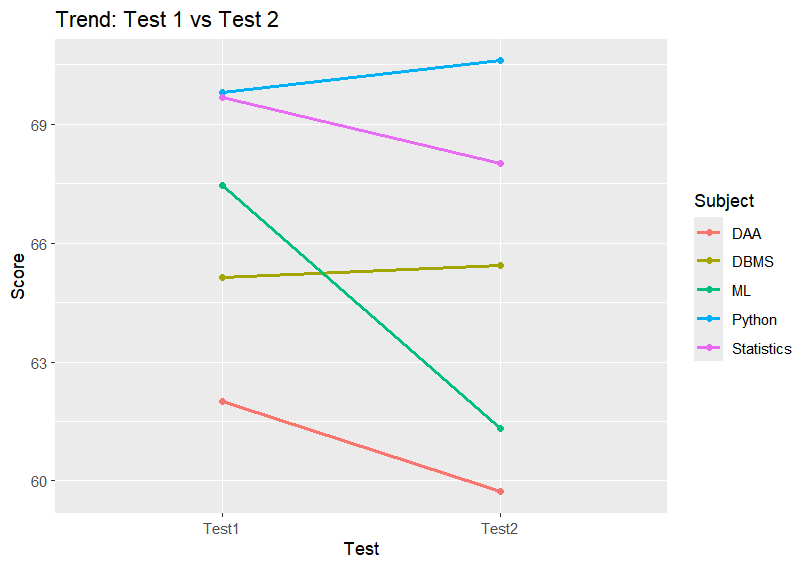 Trend: Test 1 vs Test 2
69
66
63
60
Score
Test1 Test2
Test
Subject
DAA
DBMS
ML
Python
Statistics